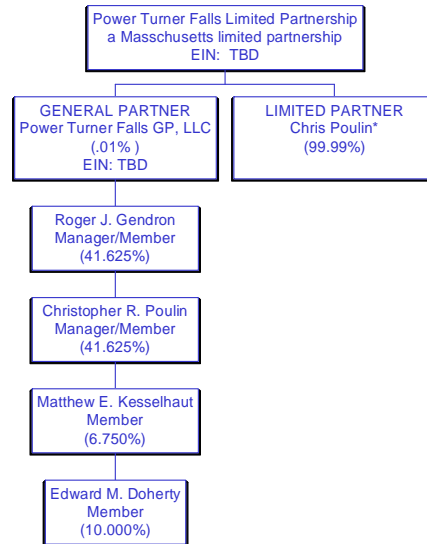 Power Turner Falls Limited Partnership
a Masschusetts limited partnership
EIN: TBD
GENERAL PARTNER
Power Turner Falls GP, LLC
(.01% )
EIN: TBD
LIMITED PARTNER
Chris Poulin*
(99.99%)
Roger J. Gendron
Manager/Member
(41.625%)
Christopher R. Poulin
Manager/Member
(41.625%)
Matthew E. Kesselhaut
Member
(6.750%)
Edward M. Doherty
Member
(10.000%)